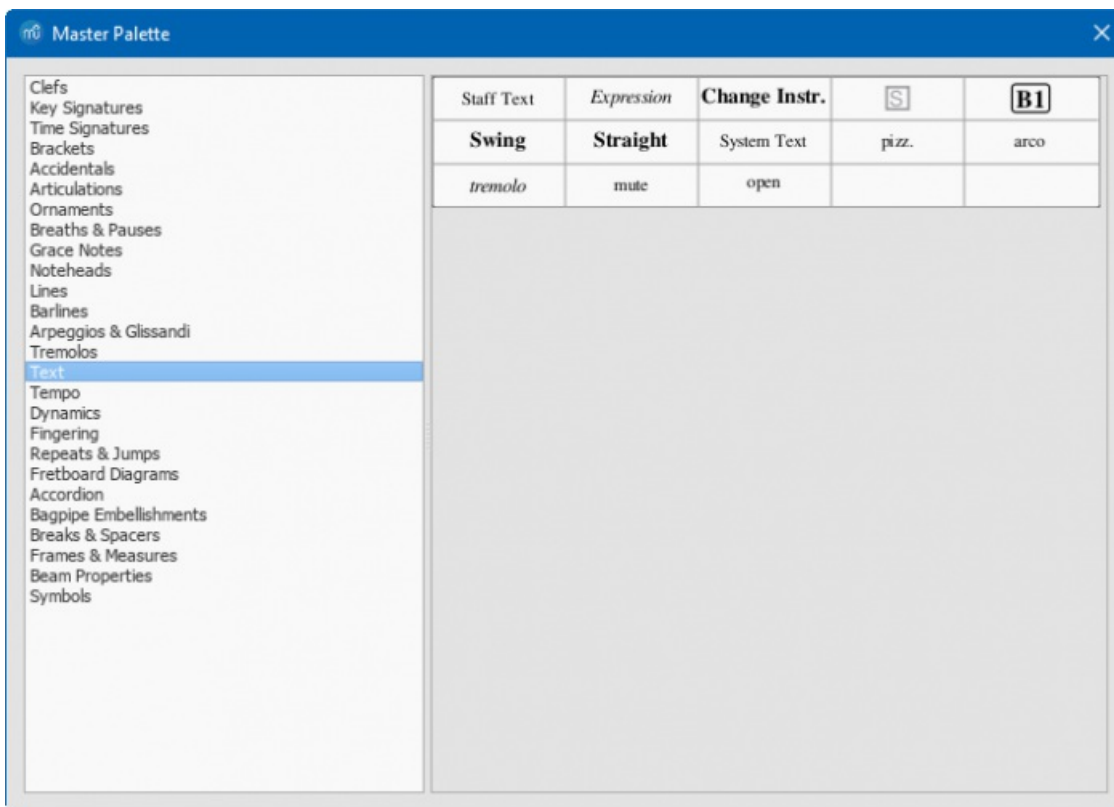 Master Palette
Clefs
Key Signatures
Time Signatures
Brackets
Accidentals
Articulations
Ornaments
Breaths & Pauses
Grace Notes
Noteheads
Lines
Barlines
Arpeggios & Glissandi
Tremolos
Text
Tempo
Dynamics
Fingering
Repeats & Jumps
Fretboard Diagrams
Accordion
Bagpipe Embellishments
Breaks & Spacers
Frames & Measures
Beam Properties
Symbols
Staff Text Expression Change Instr. S B1
Swing Straight System Text pizz. arco
tremolo mute open